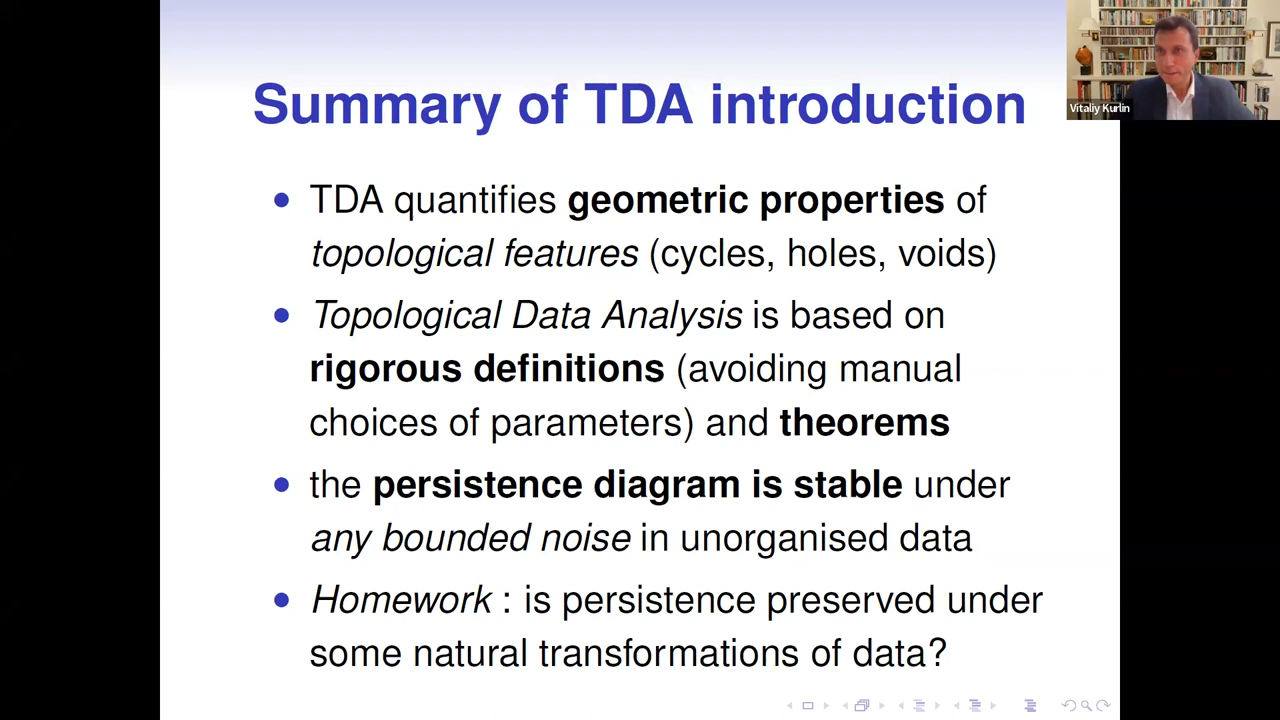 Summary of TDA introduction
Vitaliy Kurlin
• TDA quantifies geometric properties of
topological features (cycles, holes, voids)
• Topological Data Analysis is based on
rigorous definitions (avoiding manual
choices of parameters) and theorems
• the persistence diagram is stable under
any bounded noise in unorganised data
• Homework : is persistence preserved under
some natural transformations of data?